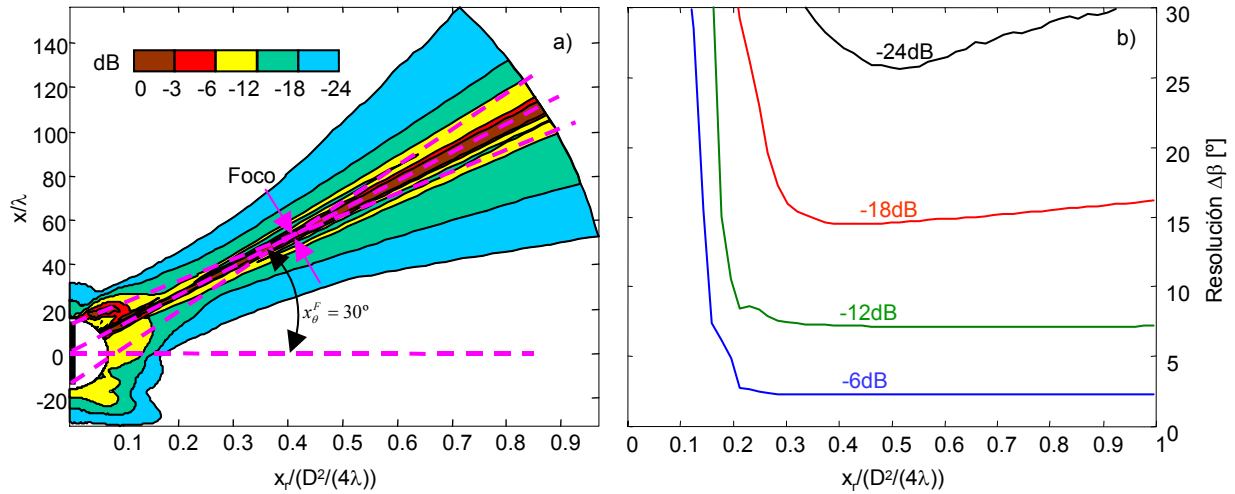 a)
dB
0 -3 -6 -12 -18 -24
140
120
100
80
60
40
20
0
-20
x/λ
Foco
x_θ^F = 30º
0.1 0.2 0.3 0.4 0.5 0.6 0.7 0.8 0.9
x_r/(D²/(4λ))
b)
-24dB
-18dB
-12dB
-6dB
30
25
20
15
10
5
0
Resolución Δβ [º]
0 0.1 0.2 0.3 0.4 0.5 0.6 0.7 0.8 0.9 1
x_r/(D²/(4λ))